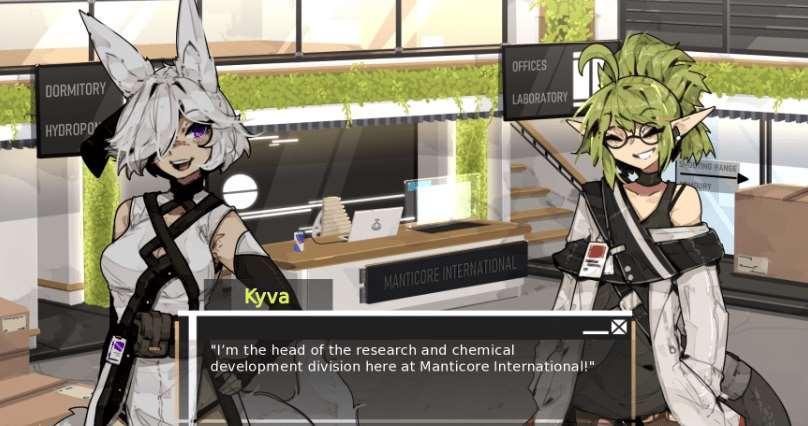 DORMITORY
OFFICES
LABORATORY
MANTICORE INTERNATIONAL
Kyva
"I'm the head of the research and chemical
development division here at Manticore International!"